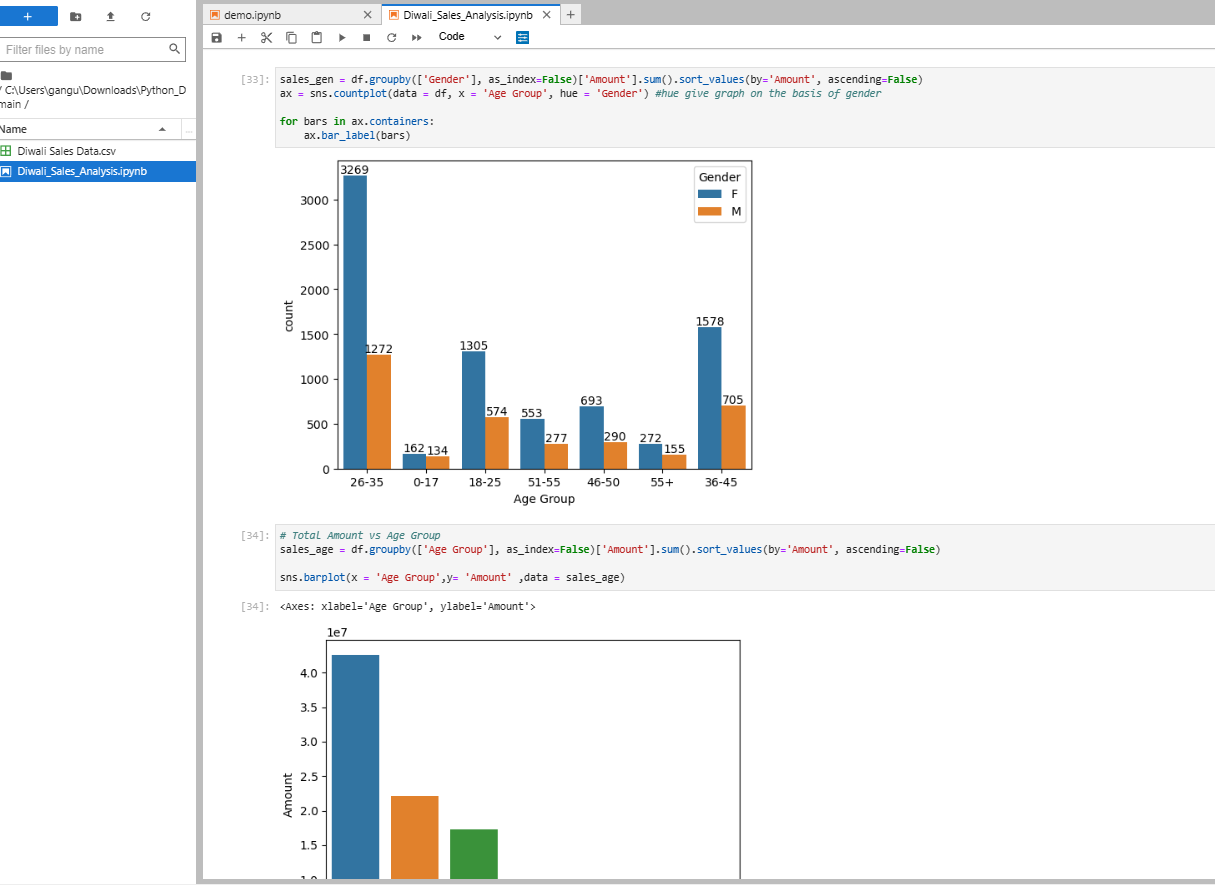 demo.ipynb
Diwali_Sales_Analysis.ipynb
Code
Filter files by name
/ C:\Users\gangu\Downloads\Python_D
main /
Name
Diwali Sales Data.csv
Diwali_Sales_Analysis.ipynb
[33]:
sales_gen = df.groupby(['Gender'], as_index=False)['Amount'].sum().sort_values(by='Amount', ascending=False)
ax = sns.countplot(data = df, x = 'Age Group', hue = 'Gender') #hue give graph on the basis of gender
for bars in ax.containers:
    ax.bar_label(bars)
Gender
F
M
count
3000
2500
2000
1500
1000
500
0
3269
1272
162
134
1305
574
553
277
693
290
272
155
1578
705
26-35
0-17
18-25
51-55
46-50
55+
36-45
Age Group
[34]:
# Total Amount vs Age Group
sales_age = df.groupby(['Age Group'], as_index=False)['Amount'].sum().sort_values(by='Amount', ascending=False)
sns.barplot(x = 'Age Group',y= 'Amount' ,data = sales_age)
[34]:
<Axes: xlabel='Age Group', ylabel='Amount'>
1e7
Amount
4.0
3.5
3.0
2.5
2.0
1.5
1.0